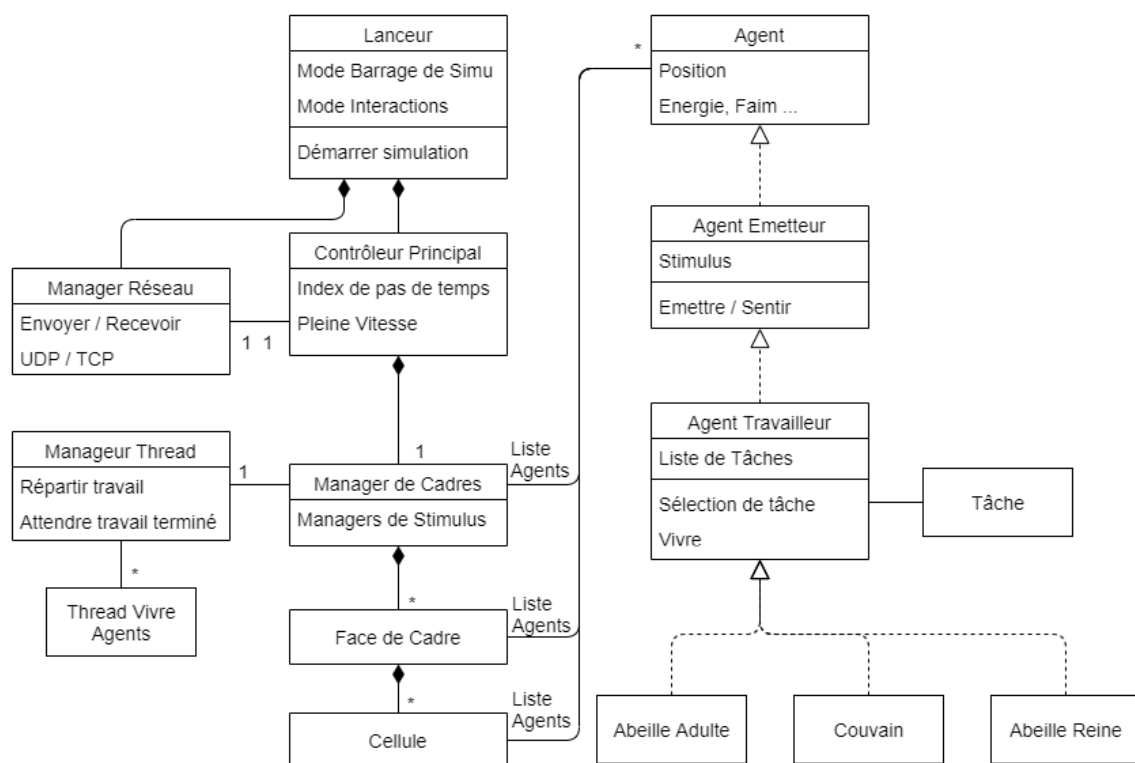 Lanceur
Mode Barrage de Simu
Mode Interactions
Démarrer simulation
Manager Réseau
Envoyer / Recevoir
UDP / TCP
1 1
Contrôleur Principal
Index de pas de temps
Pleine Vitesse
1
Manageur Thread
Répartir travail
Attendre travail terminé
1
*
Thread Vivre
Agents
Manager de Cadres
Managers de Stimulus
Liste
Agents
*
Face de Cadre
Liste
Agents
*
Cellule
Liste
Agents
*
Agent
Position
Energie, Faim ...
Agent Emetteur
Stimulus
Emettre / Sentir
Agent Travailleur
Liste de Tâches
Sélection de tâche
Vivre
Tâche
Abeille Adulte
Couvain
Abeille Reine